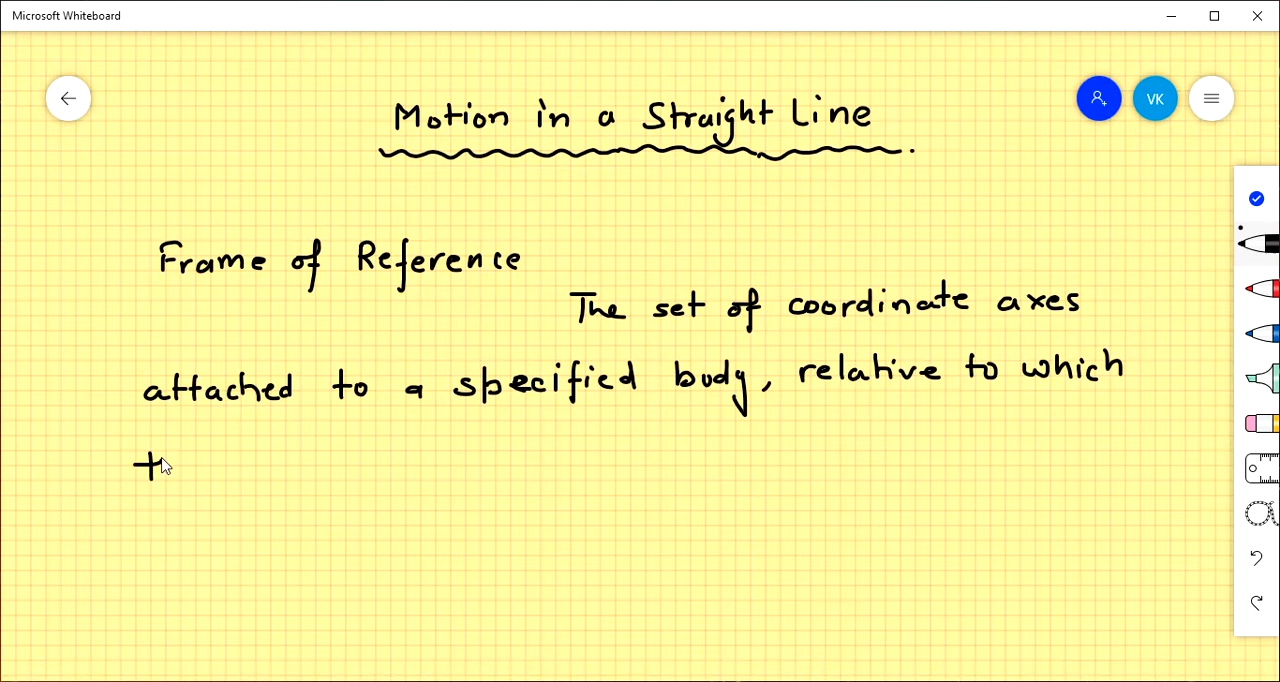 Microsoft Whiteboard
VK
Motion in a Straight Line
Frame of Reference
The set of coordinate axes
attached to a specified body, relative to which
t